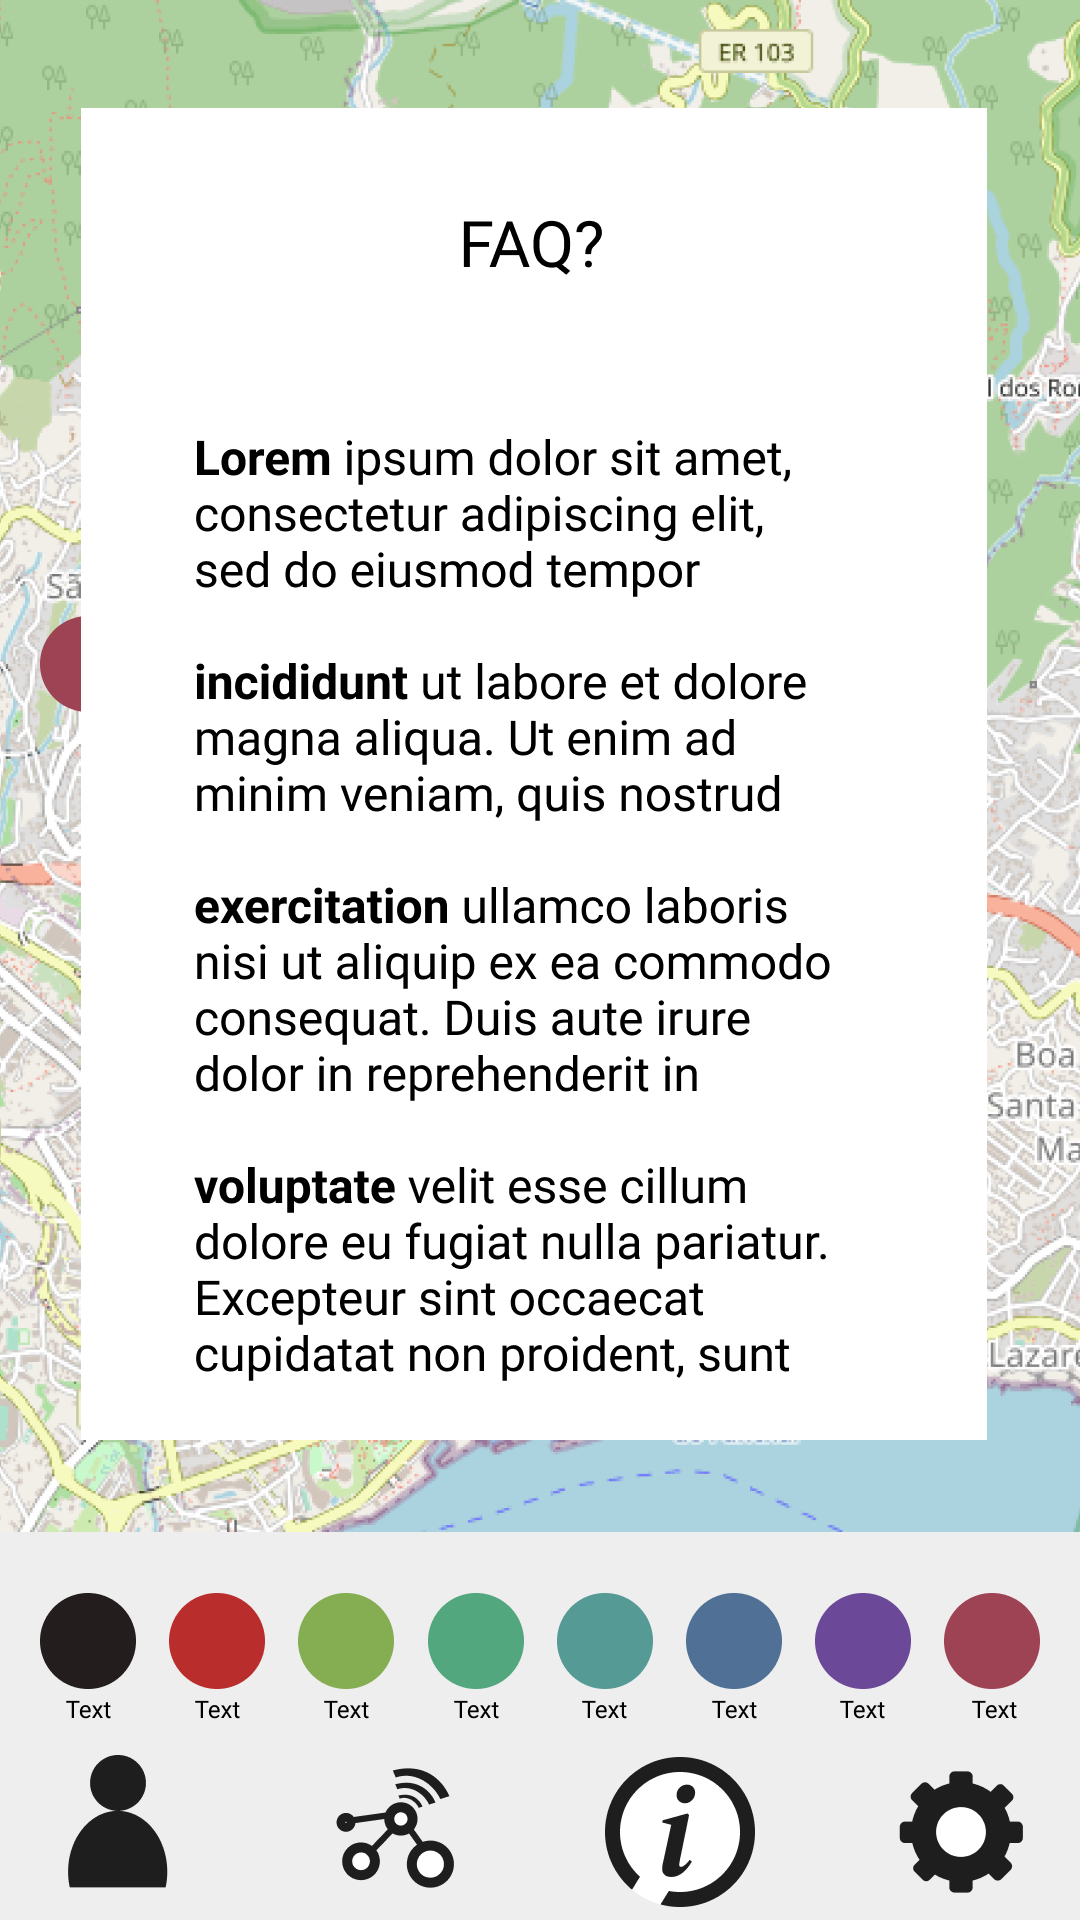 ER 103
FAQ?
l dos Ro
Lorem ipsum dolor sit amet,
consectetur adipiscing elit,
sed do eiusmod tempor
Sã
incididunt ut labore et dolore
magna aliqua. Ut enim ad
minim veniam, quis nostrud
exercitation ullamco laboris
nisi ut aliquip ex ea commodo
consequat. Duis aute irure
dolor in reprehenderit in
Boa
Santa
Ma
voluptate velit esse cillum
dolore eu fugiat nulla pariatur.
Excepteur sint occaecat
cupidatat non proident, sunt
Lazar
Text Text Text Text Text Text Text Text
i